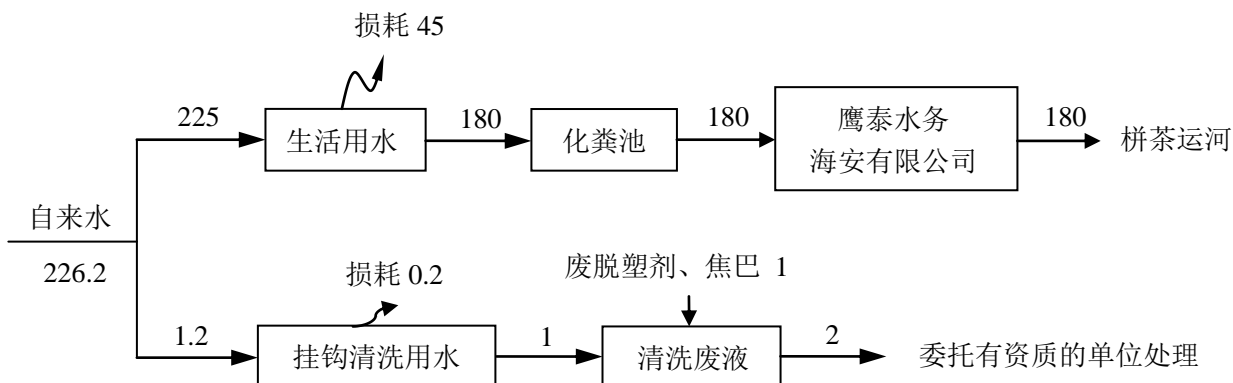 损耗 45
225
生活用水
180
化粪池
180
鹰泰水务
海安有限公司
180
栟茶运河
自来水
226.2
损耗 0.2
废脱塑剂、焦巴 1
1.2
挂钩清洗用水
1
清洗废液
2
委托有资质的单位处理